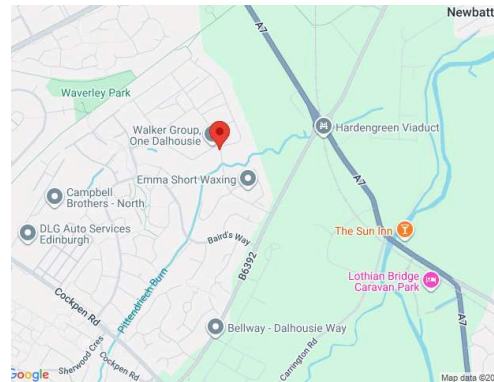 Newbatt
A7
Waverley Park
Walker Group,
One Dalhousie
Hardengreen Viaduct
Emma Short Waxing
A7
Campbell
Brothers - North
DLG Auto Services
Edinburgh
Baird's Way
The Sun Inn
B6392
Lothian Bridge
Caravan Park
Pittendriech Burn
Cockpen Rd
A7
Bellway - Dalhousie Way
Carrington Rd
Sherwood Cres
Cockpen Rd
Google
Map data ©20